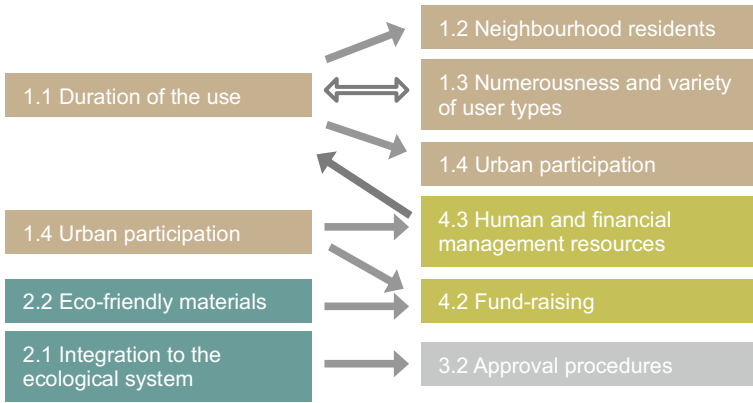 1.2 Neighbourhood residents
1.1 Duration of the use
1.3 Numerousness and variety
of user types
1.4 Urban participation
1.4 Urban participation
4.3 Human and financial
management resources
2.2 Eco-friendly materials
4.2 Fund-raising
2.1 Integration to the
ecological system
3.2 Approval procedures